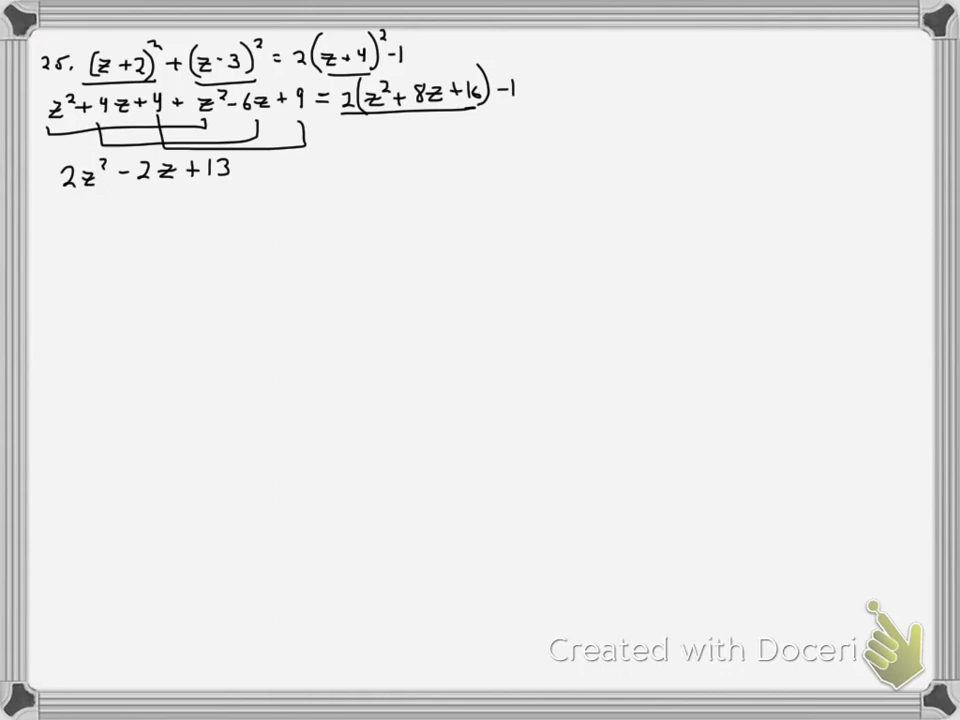 25. (z+2)² + (z-3)² = 2(z+4)² -1
z² + 4z + 4 + z² - 6z + 9 = 2(z² + 8z + 16) - 1
2z² - 2z + 13
Created with Doceri